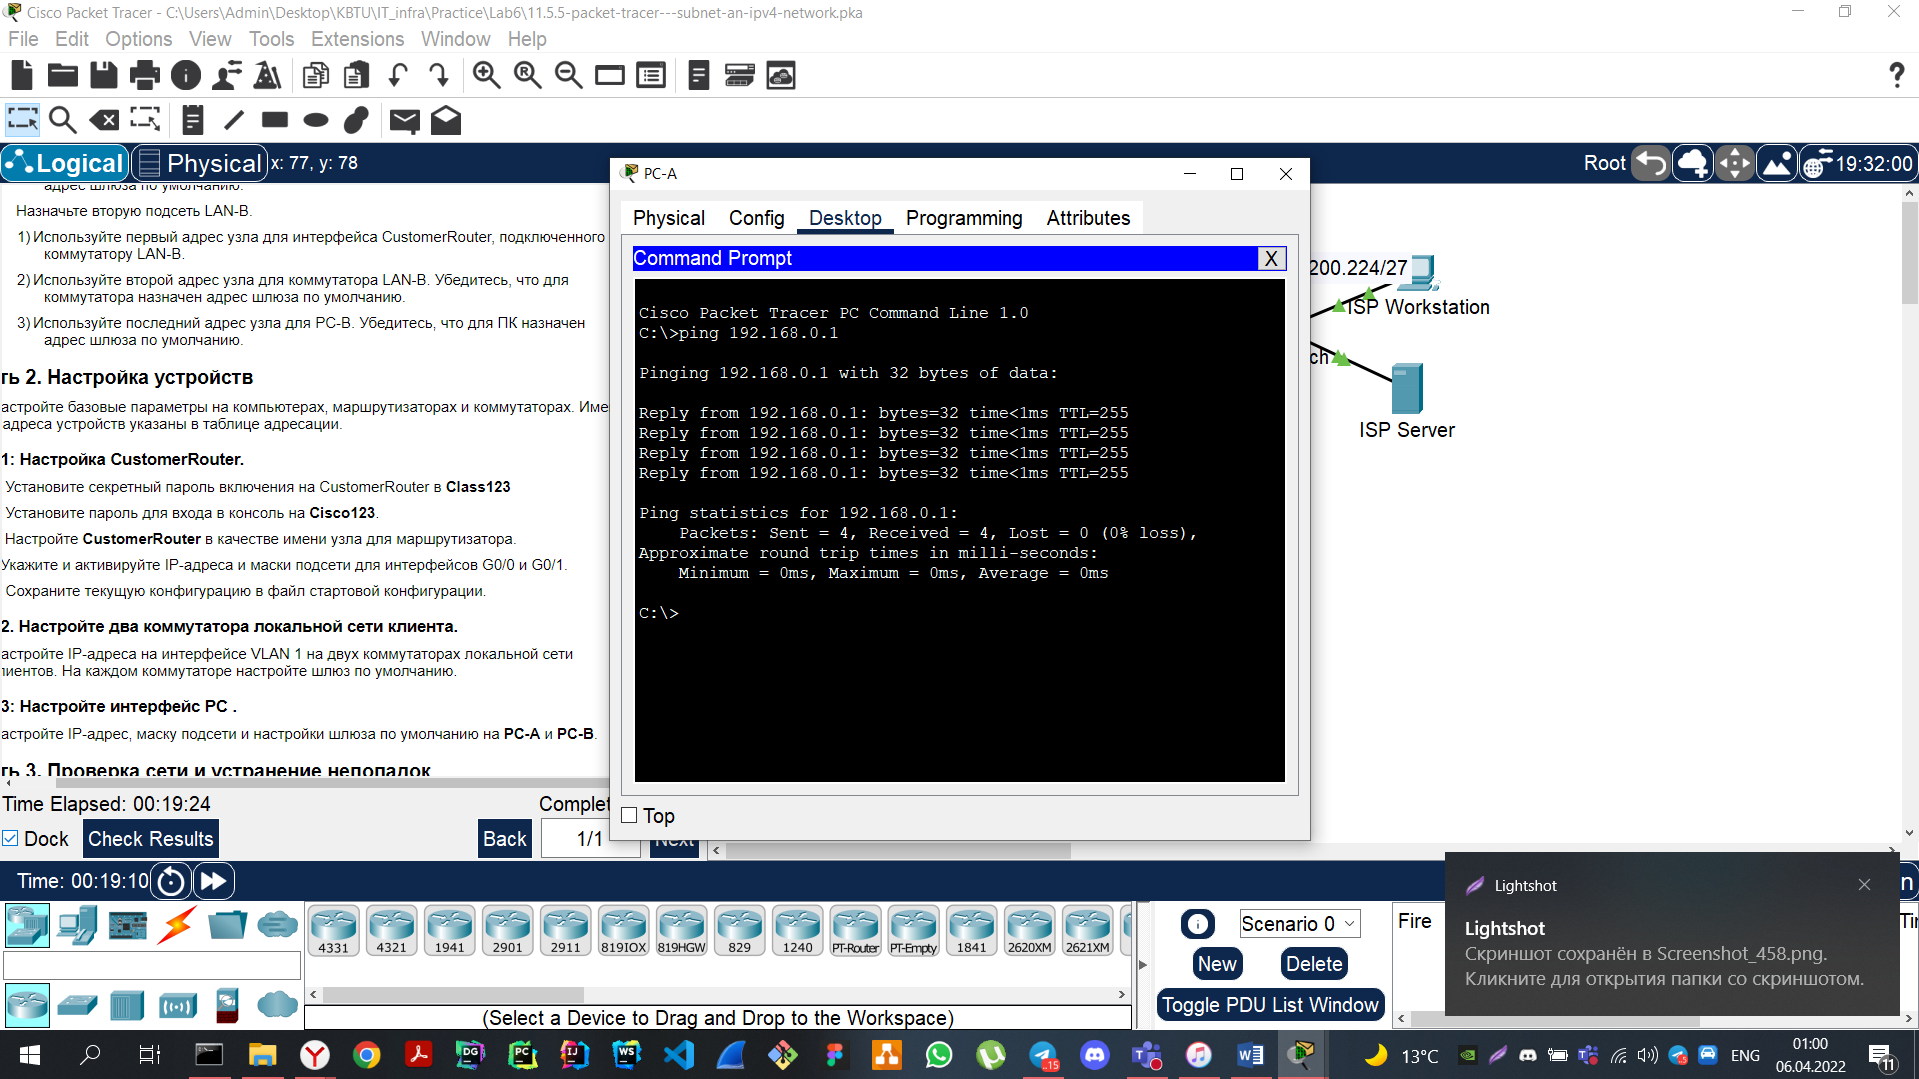 Cisco Packet Tracer - C:\Users\Admin\Desktop\KBTU\IT_infra\Practice\Lab6\11.5.5-packet-tracer---subnet-an-ipv4-network.pka
File Edit Options View Tools Extensions Window Help
Logical Physical x: 77, y: 78
Root 19:32:00
адрес шлюза по умолчанию.
Назначьте вторую подсеть LAN-B.
1) Используйте первый адрес узла для интерфейса CustomerRouter, подключенного
коммутатору LAN-B.
2) Используйте второй адрес узла для коммутатора LAN-B. Убедитесь, что для
коммутатора назначен адрес шлюза по умолчанию.
3) Используйте последний адрес узла для PC-B. Убедитесь, что для ПК назначен
адрес шлюза по умолчанию.
ть 2. Настройка устройств
астройте базовые параметры на компьютерах, маршрутизаторах и коммутаторах. Име
адреса устройств указаны в таблице адресации.
1: Настройка CustomerRouter.
Установите секретный пароль включения на CustomerRouter в Class123
Установите пароль для входа в консоль на Cisco123.
Настройте CustomerRouter в качестве имени узла для маршрутизатора.
Укажите и активируйте IP-адреса и маски подсети для интерфейсов G0/0 и G0/1.
Сохраните текущую конфигурацию в файл стартовой конфигурации.
2. Настройте два коммутатора локальной сети клиента.
астройте IP-адреса на интерфейсе VLAN 1 на двух коммутаторах локальной сети
лиентов. На каждом коммутаторе настройте шлюз по умолчанию.
3: Настройте интерфейс PC .
астройте IP-адрес, маску подсети и настройки шлюза по умолчанию на PC-A и PC-B.
ть 3. Проверка сети и устранение неполадок
Time Elapsed: 00:19:24
Complet
Dock Check Results Back 1/1 Next
PC-A
Physical Config Desktop Programming Attributes
Command Prompt X
Cisco Packet Tracer PC Command Line 1.0
C:\>ping 192.168.0.1
Pinging 192.168.0.1 with 32 bytes of data:
Reply from 192.168.0.1: bytes=32 time<1ms TTL=255
Reply from 192.168.0.1: bytes=32 time<1ms TTL=255
Reply from 192.168.0.1: bytes=32 time<1ms TTL=255
Reply from 192.168.0.1: bytes=32 time<1ms TTL=255
Ping statistics for 192.168.0.1:
Packets: Sent = 4, Received = 4, Lost = 0 (0% loss),
Approximate round trip times in milli-seconds:
Minimum = 0ms, Maximum = 0ms, Average = 0ms
C:\>
Top
200.224/27
ISP Workstation
ch
ISP Server
Time: 00:19:10
4331 4321 1941 2901 2911 819IOX 819HGW 829 1240 PT-Router PT-Empty 1841 2620XM 2621XM
(Select a Device to Drag and Drop to the Workspace)
Scenario 0
New Delete
Toggle PDU List Window
Fire
Lightshot
Lightshot
Скриншот сохранён в Screenshot_458.png.
Кликните для открытия папки со скриншотом.
n
Tir
13°C
ENG
01:00
06.04.2022
11